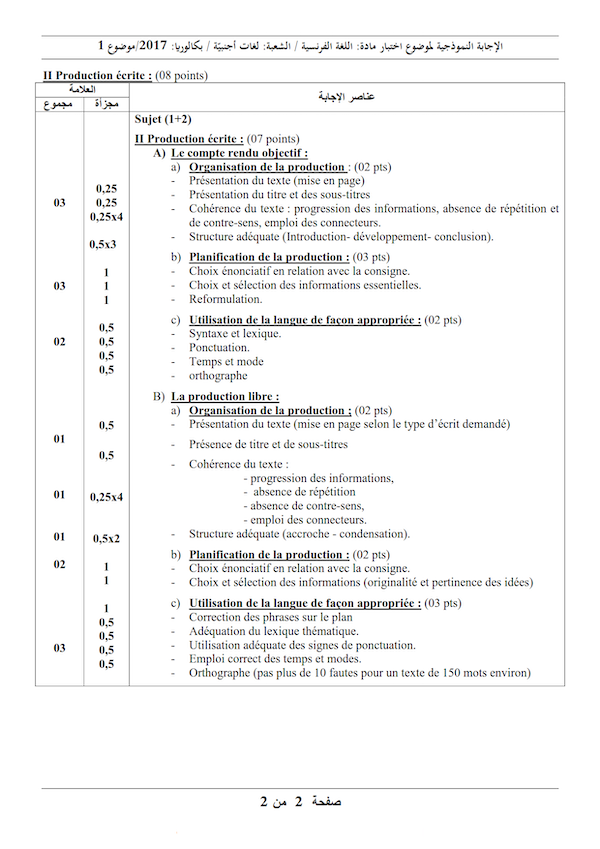 الإجابة النموذجية لموضوع اختبار مادة: اللغة الفرنسية / الشعبة: لغات أجنبيّة / بكالوريا: 2017/موضوع 1
II Production écrite : (08 points)
العلامة
عناصر الإجابة
مجموع
مجزأة
Sujet (1+2)
II Production écrite : (07 points)
A) Le compte rendu objectif :
a) Organisation de la production : (02 pts)
- Présentation du texte (mise en page)
0,25
- Présentation du titre et des sous-titres
03
0,25
- Cohérence du texte : progression des informations, absence de répétition et
0,25x4
de contre-sens, emploi des connecteurs.
- Structure adéquate (Introduction- développement- conclusion).
0,5x3
b) Planification de la production : (03 pts)
- Choix énonciatif en relation avec la consigne.
1
- Choix et sélection des informations essentielles.
03
1
- Reformulation.
1
c) Utilisation de la langue de façon appropriée : (02 pts)
- Syntaxe et lexique.
0,5
- Ponctuation.
02
0,5
- Temps et mode
0,5
- orthographe
0,5
B) La production libre :
a) Organisation de la production : (02 pts)
- Présentation du texte (mise en page selon le type d'écrit demandé)
0,5
- Présence de titre et de sous-titres
01
0,5
- Cohérence du texte :
- progression des informations,
- absence de répétition
01
0,25x4
- absence de contre-sens,
- emploi des connecteurs.
- Structure adéquate (accroche - condensation).
01
0,5x2
b) Planification de la production : (02 pts)
- Choix énonciatif en relation avec la consigne.
02
1
- Choix et sélection des informations (originalité et pertinence des idées)
1
c) Utilisation de la langue de façon appropriée : (03 pts)
- Correction des phrases sur le plan
1
- Adéquation du lexique thématique.
0,5
- Utilisation adéquate des signes de ponctuation.
0,5
- Emploi correct des temps et modes.
03
0,5
- Orthographe (pas plus de 10 fautes pour un texte de 150 mots environ)
0,5
صفحة 2 من 2